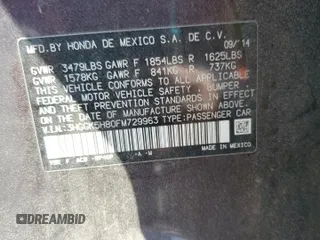 MFD.BY HONDA DE MEXICO S.A. DE C.V.
09/14
GVWR 3479LBS GAWR F 1854LBS R 1625LBS
GVWR 1578KG GAWR F 841KG R 737KG
THIS VEHICLE CONFORMS TO ALL APPLICABLE
FEDERAL MOTOR VEHICLE SAFETY, BUMPER
AND THEFT PREVENTION STANDARDS IN EFFECT ON
THE DATE OF MANUFACTURE SHOWN ABOVE.
V.I.N.:3HGGK5H80FM729963 TYPE:PASSENGER CAR
MADE IN MEXICO
DREAMBID